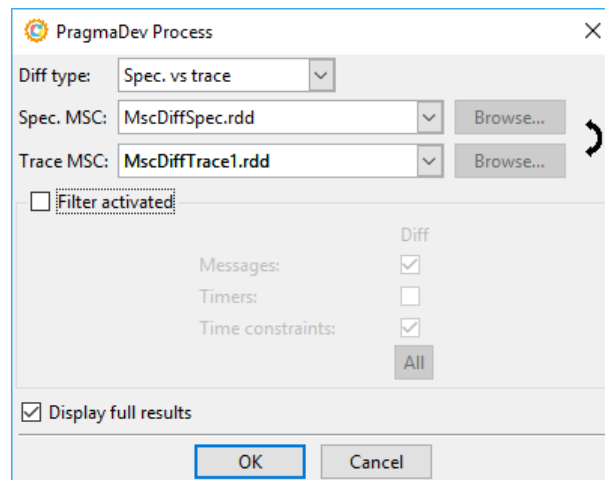 PragmaDev Process
Diff type: Spec. vs trace
Spec. MSC: MscDiffSpec.rdd Browse...
Trace MSC: MscDiffTrace1.rdd Browse...
Filter activated
Diff
Messages:
Timers:
Time constraints:
All
Display full results
OK Cancel